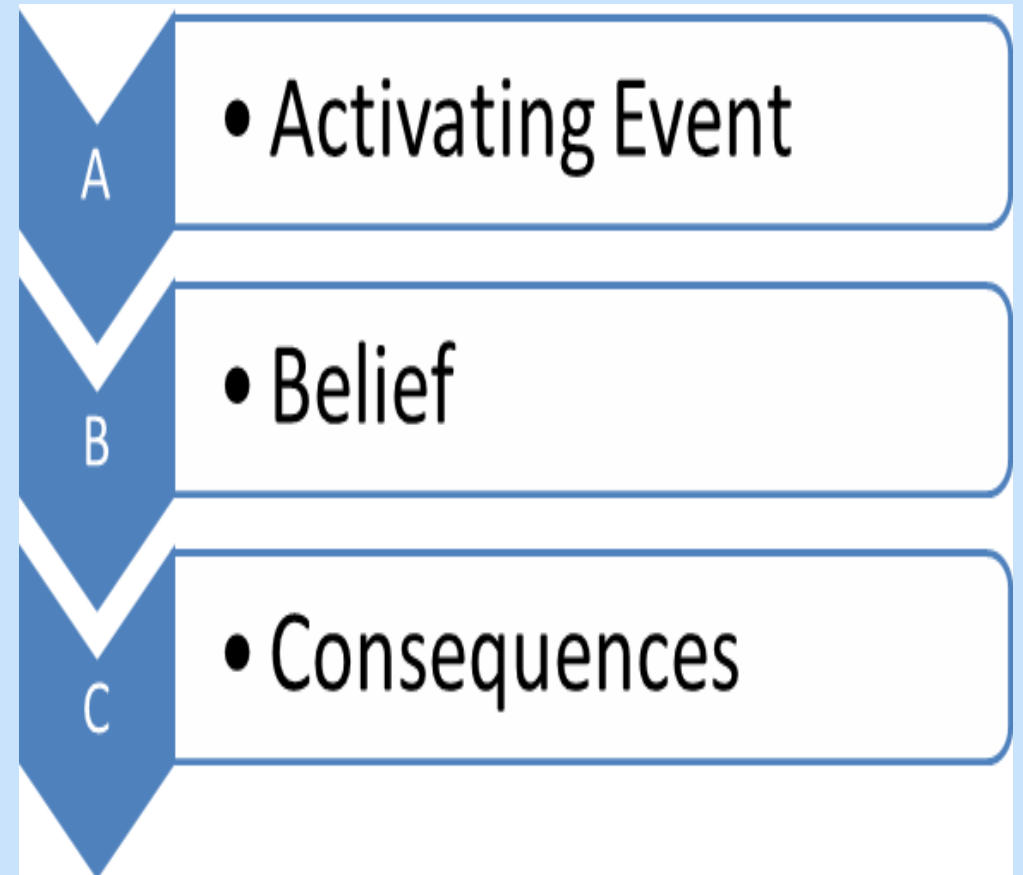 A
• Activating Event
B
• Belief
C
• Consequences